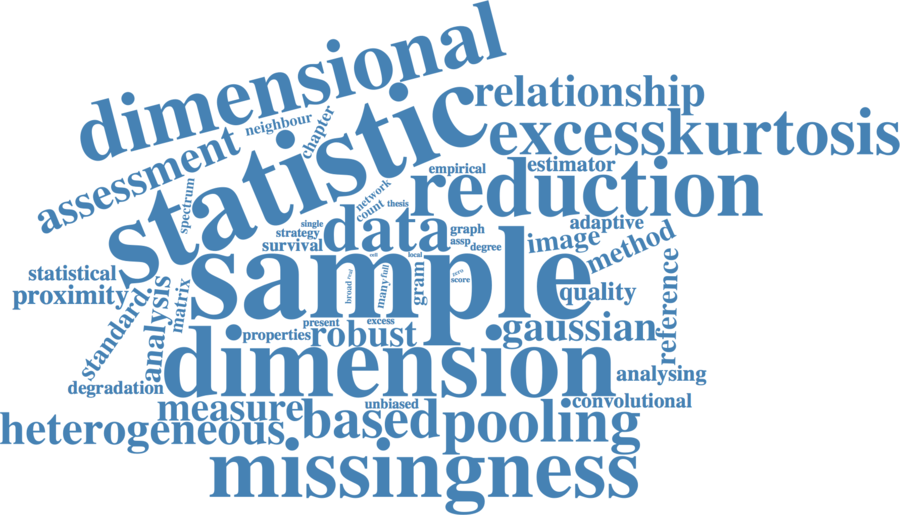 dimensional
relationship
statistic
excesskurtosis
neighbour
chapter
assessment
empirical
estimator
reduction
spectrum
network
count
thesis
single
strategy
survival
data
graph
assp
degree
adaptive
image
method
statistical
proximity
cell
local
sample
broad
many
full
gram
zero
score
quality
reference
standard
analysis
matrix
present
excess
properties
robust
gaussian
dimension
degradation
analysing
measure
unbiased
convolutional
heterogeneous
based
pooling
missingness